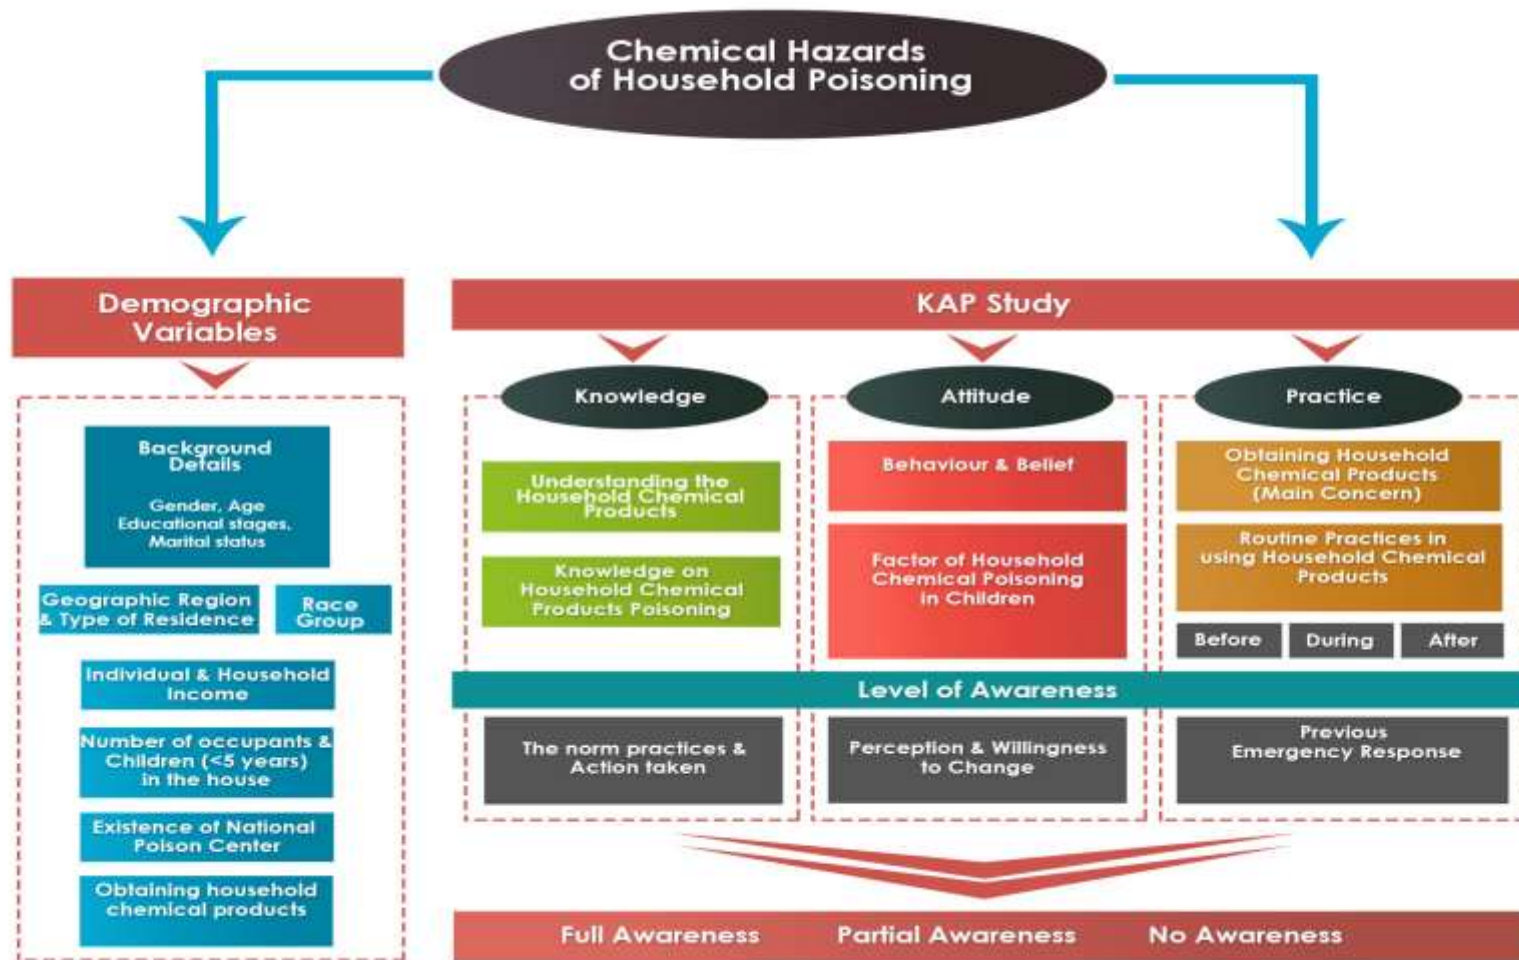 Chemical Hazards
of Household Poisoning
Demographic
Variables
Background
Details
Gender, Age
Educational stages,
Marital status
Geographic Region
& Type of Residence
Race
Group
Individual & Household
Income
Number of occupants &
Children (<5 years)
in the house
Existence of National
Poison Center
Obtaining household
chemical products
KAP Study
Knowledge
Understanding the
Household Chemical
Products
Knowledge on
Household Chemical
Products Poisoning
Attitude
Behaviour & Belief
Factor of Household
Chemical Poisoning
in Children
Practice
Obtaining Household
Chemical Products
(Main Concern)
Routine Practices in
using Household Chemical
Products
Before
During
After
Level of Awareness
The norm practices &
Action taken
Perception & Willingness
to Change
Previous
Emergency Response
Full Awareness
Partial Awareness
No Awareness